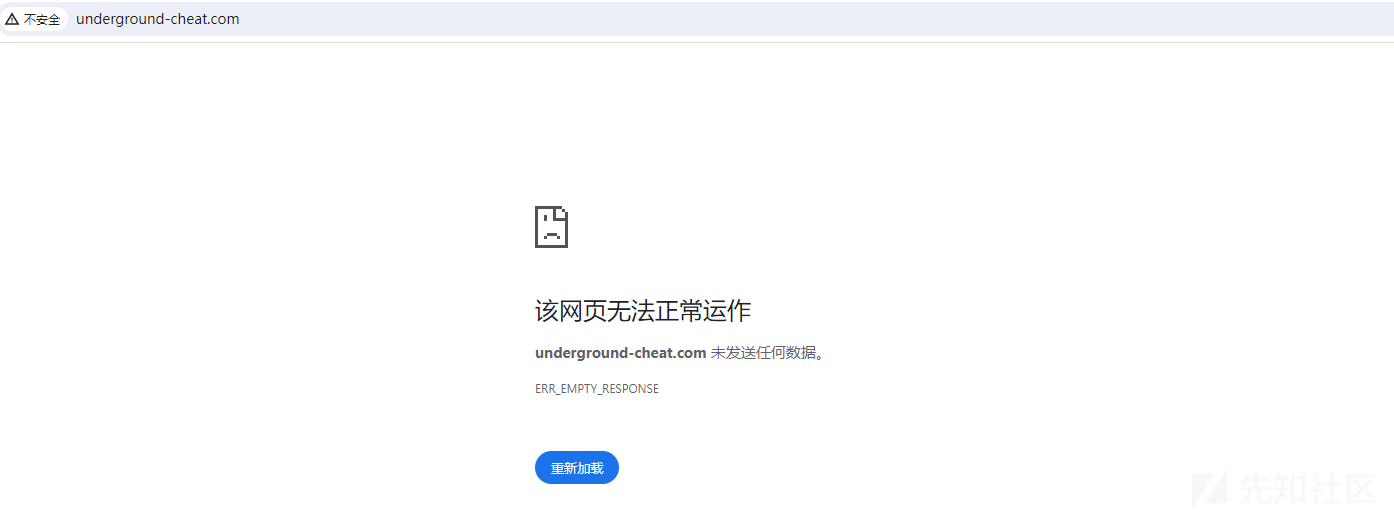 不安全 underground-cheat.com
该网页无法正常运作
underground-cheat.com 未发送任何数据。
ERR_EMPTY_RESPONSE
重新加载
先知社区